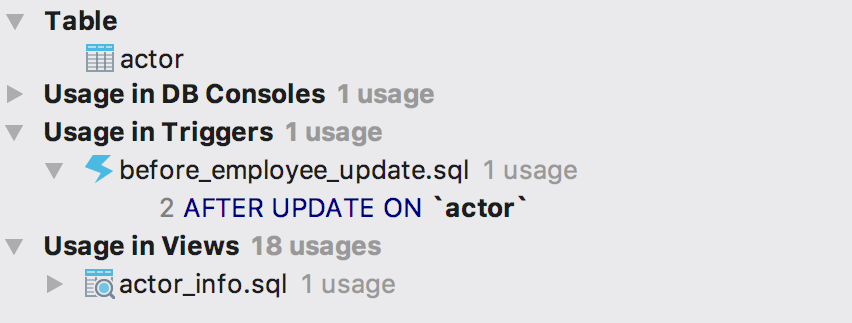 Table
actor
Usage in DB Consoles 1 usage
Usage in Triggers 1 usage
before_employee_update.sql 1 usage
2 AFTER UPDATE ON `actor`
Usage in Views 18 usages
actor_info.sql 1 usage